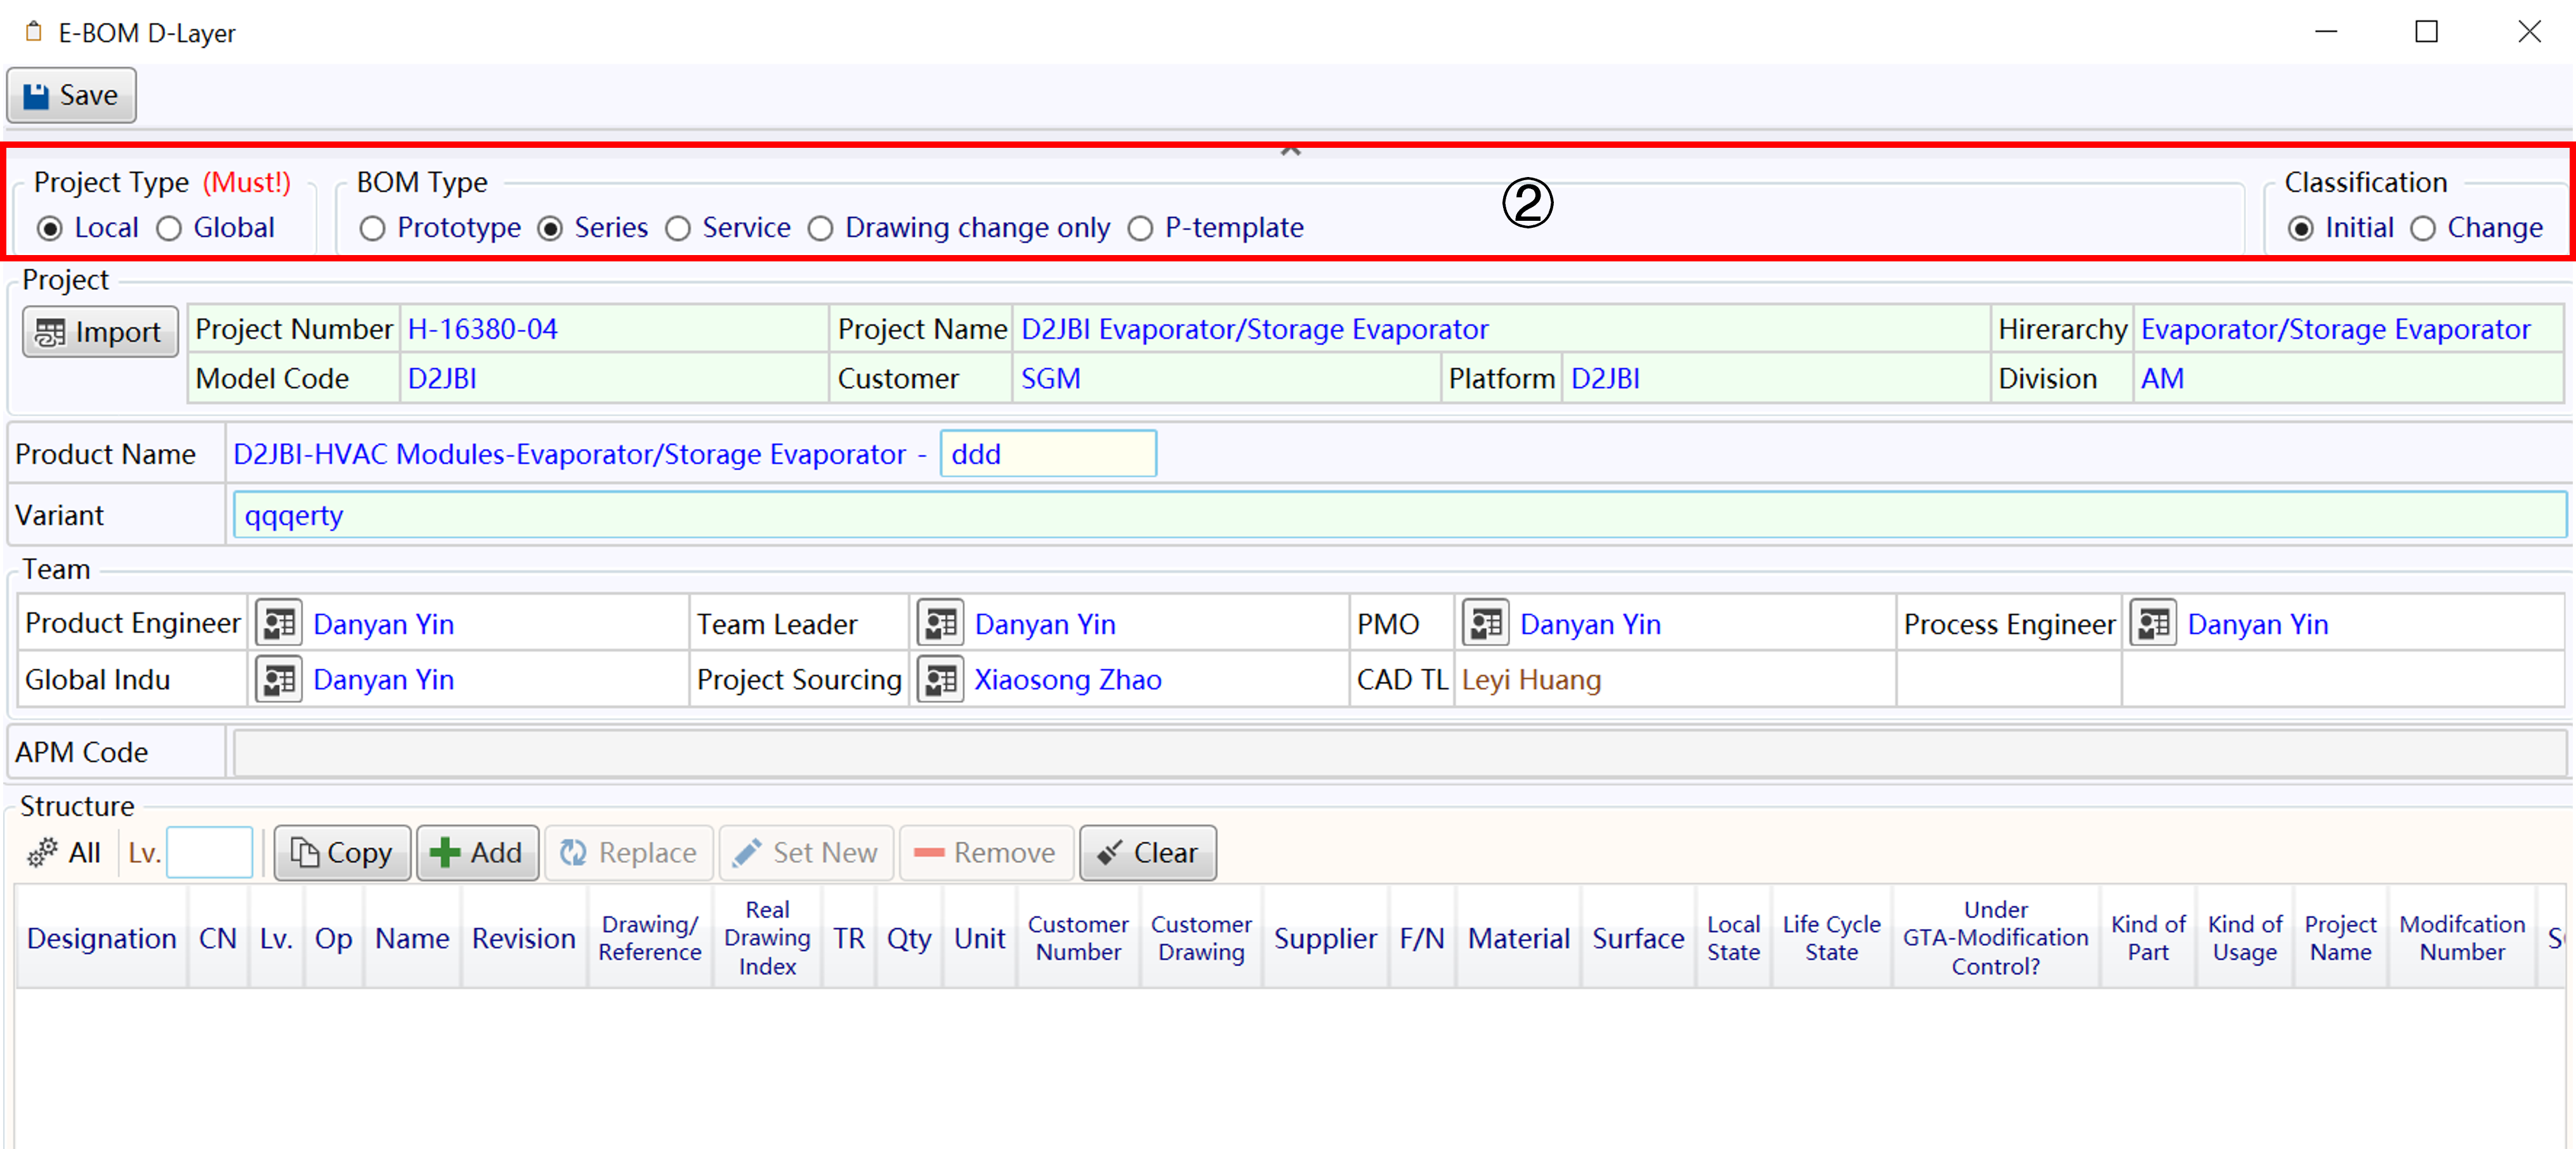 E-BOM D-Layer
Save
Project Type (Must!) BOM Type ② Classification
Local Global Prototype Series Service Drawing change only P-template Initial Change
Project
Import Project Number H-16380-04 Project Name D2JBI Evaporator/Storage Evaporator Hirerarchy Evaporator/Storage Evaporator
Model Code D2JBI Customer SGM Platform D2JBI Division AM
Product Name D2JBI-HVAC Modules-Evaporator/Storage Evaporator - ddd
Variant qqqerty
Team
Product Engineer Danyan Yin Team Leader Danyan Yin PMO Danyan Yin Process Engineer Danyan Yin
Global Indu Danyan Yin Project Sourcing Xiaosong Zhao CAD TL Leyi Huang
APM Code
Structure
All Lv. Copy Add Replace Set New Remove Clear
Designation CN Lv. Op Name Revision Drawing/ Reference Real Drawing Index TR Qty Unit Customer Number Customer Drawing Supplier F/N Material Surface Local State Life Cycle State Under GTA-Modification Control? Kind of Part Kind of Usage Project Name Modifcation Number